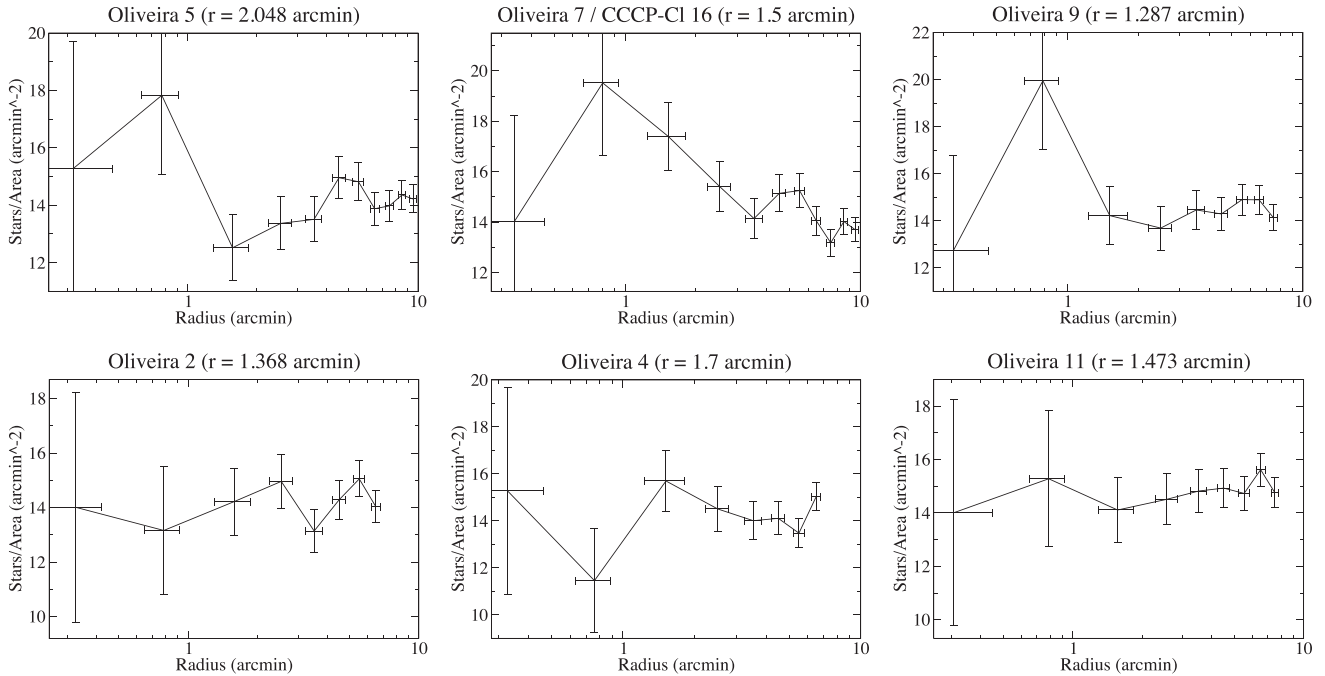 Oliveira 5 (r = 2.048 arcmin)
Stars/Area (arcmin^-2)
20
18
16
14
12
1
10
Radius (arcmin)
Oliveira 7 / CCCP-Cl 16 (r = 1.5 arcmin)
Stars/Area (arcmin^-2)
20
18
16
14
12
1
10
Radius (arcmin)
Oliveira 9 (r = 1.287 arcmin)
Stars/Area (arcmin^-2)
22
20
18
16
14
12
1
10
Radius (arcmin)
Oliveira 2 (r = 1.368 arcmin)
Stars/Area (arcmin^-2)
18
16
14
12
10
1
10
Radius (arcmin)
Oliveira 4 (r = 1.7 arcmin)
Stars/Area (arcmin^-2)
20
18
16
14
12
10
1
10
Radius (arcmin)
Oliveira 11 (r = 1.473 arcmin)
Stars/Area (arcmin^-2)
18
16
14
12
10
1
10
Radius (arcmin)